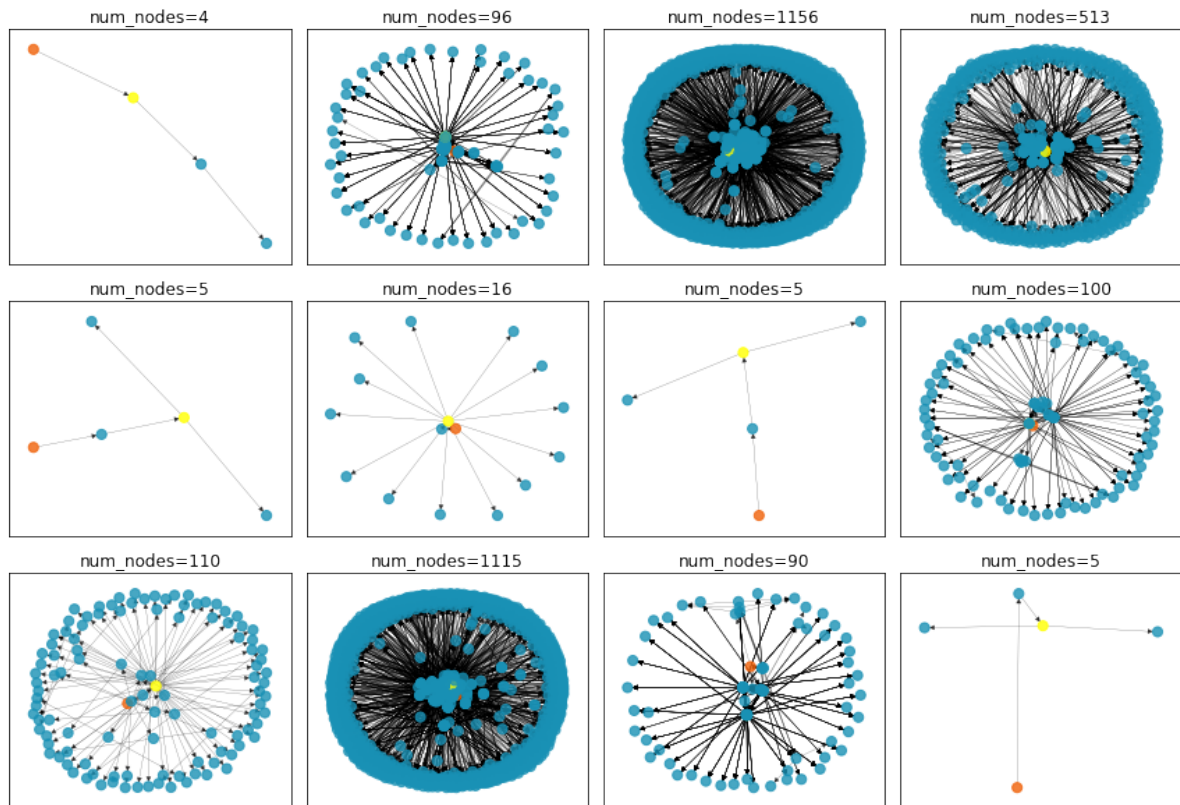 num_nodes=4
num_nodes=96
num_nodes=1156
num_nodes=513
num_nodes=5
num_nodes=16
num_nodes=5
num_nodes=100
num_nodes=110
num_nodes=1115
num_nodes=90
num_nodes=5